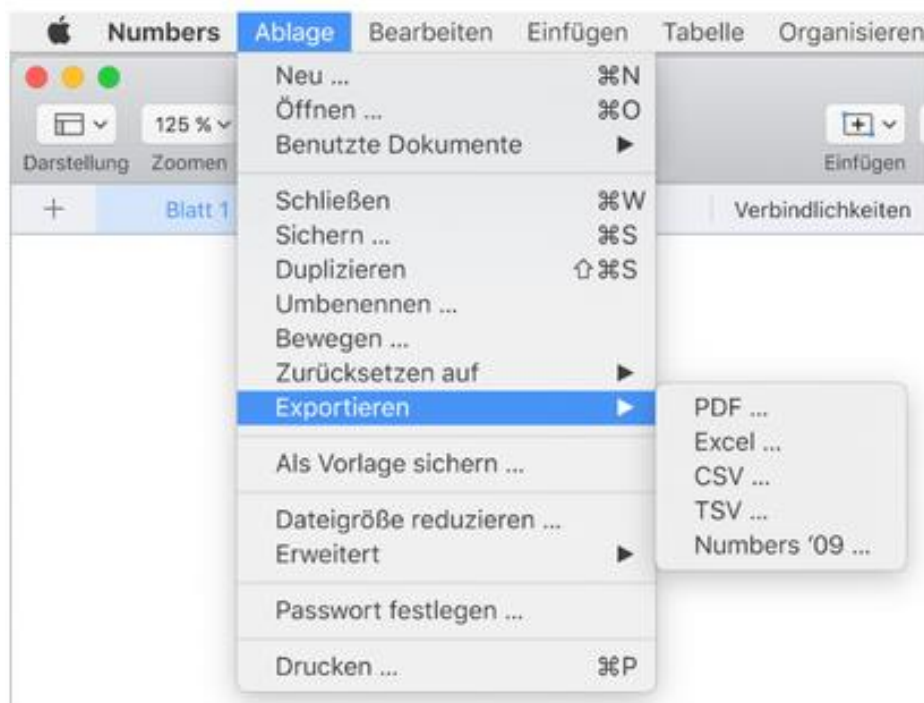 Numbers Ablage Bearbeiten Einfügen Tabelle Organisieren
125 %
Darstellung Zoomen Einfügen
Blatt 1 Verbindlichkeiten
Neu ... ⌘N
Öffnen ... ⌘O
Benutzte Dokumente
Schließen ⌘W
Sichern ... ⌘S
Duplizieren ⇧⌘S
Umbenennen ...
Bewegen ...
Zurücksetzen auf
Exportieren
Als Vorlage sichern ...
Dateigröße reduzieren ...
Erweitert
Passwort festlegen ...
Drucken ... ⌘P
PDF ...
Excel ...
CSV ...
TSV ...
Numbers '09 ...